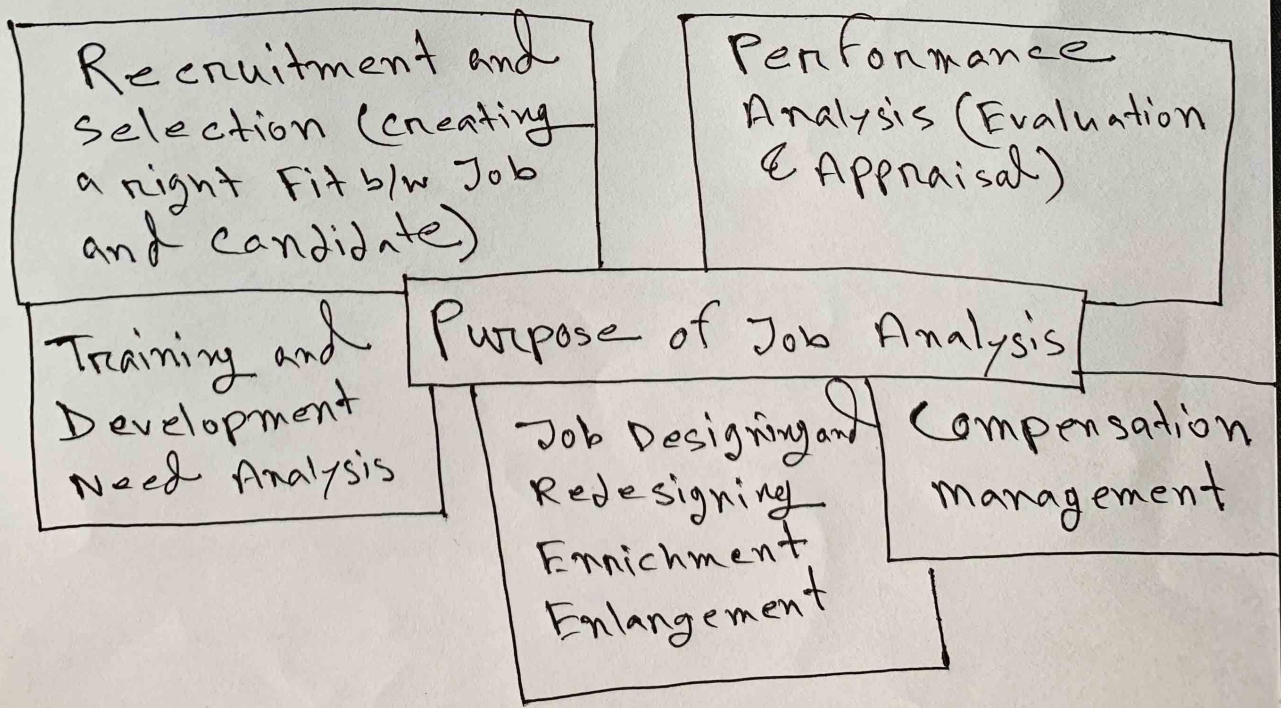 Recruitment and
selection (creating
a right Fit b/w Job
and candidate)
Performance
Analysis (Evaluation
& Appraisal)
Purpose of Job Analysis
Training and
Development
Need Analysis
Job Designing and
Redesigning
Enrichment
Enlargement
Compensation
management